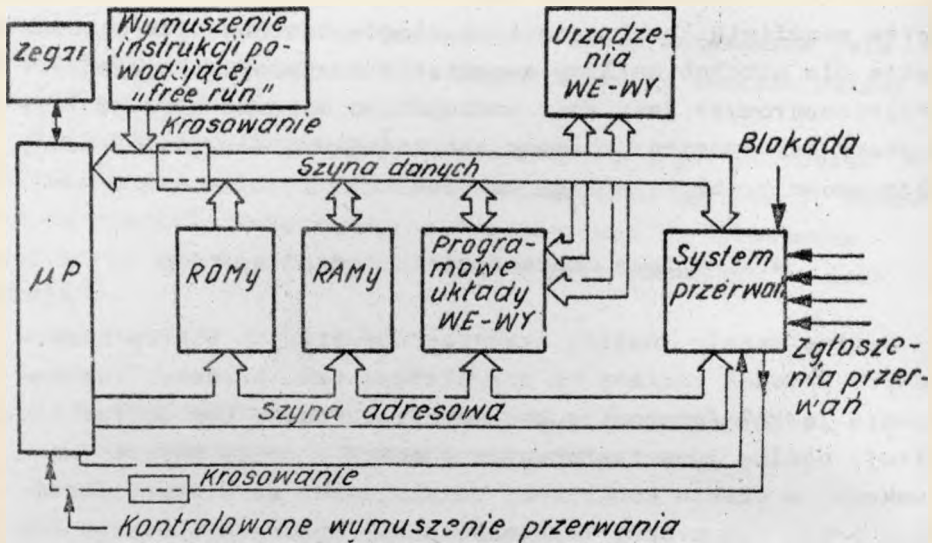 Zegar
Wymuszenie
instrukcji po-
wodującej
„free run”
Krosowanie
Urządze-
nia
WE-WY
Blokada
Szyna danych
μP
ROMy
RAMy
Progra-
mowe
układy
WE-WY
System
przerwań
Zgłasze-
nia przer-
wań
Szyna adresowa
Krosowanie
Kontrolowane wymuszenie przerwania